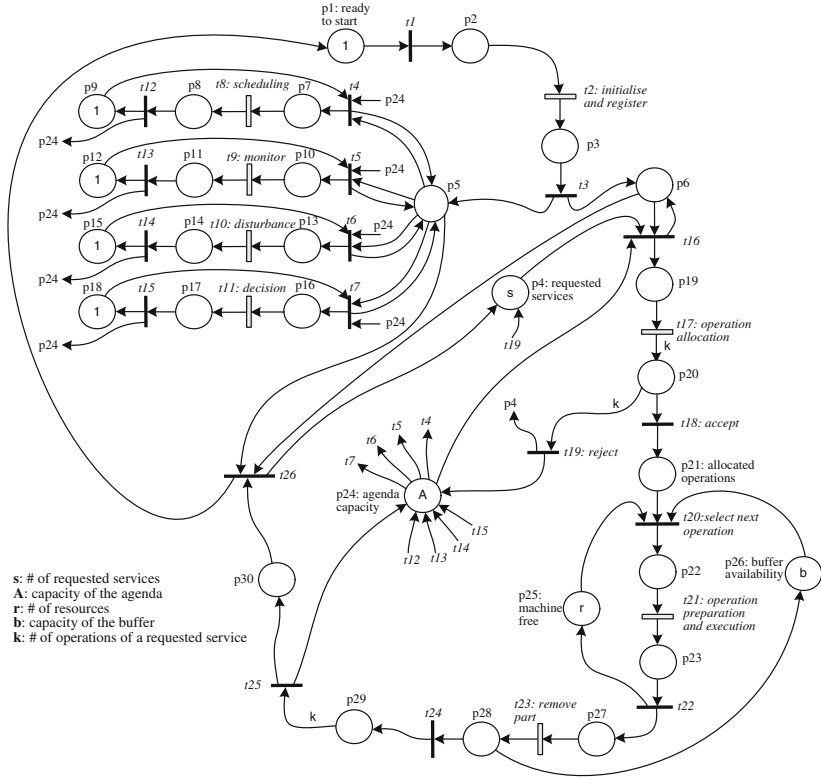 p1: ready
to start
1
t1
p2
t2: initialise
and register
p3
t3
p9
1
t12
p8
t8: scheduling
p7
t4
p24
p24
p12
1
t13
p11
t9: monitor
p10
t5
p24
p24
p15
1
t14
p14
t10: disturbance
p13
t6
p24
p24
p18
1
t15
p17
t11: decision
p16
t7
p24
p24
p5
p6
t16
s
p4: requested
services
t19
p19
t17: operation
allocation
k
p20
k
p4
t18: accept
t19: reject
t4
t5
t6
t7
p24: agenda
capacity
A
t12
t13
t14
t15
t26
p21: allocated
operations
t20:select next
operation
p26: buffer
availability
b
p22
p25:
machine
free
r
t21: operation
preparation
and execution
p23
t22
p30
s: # of requested services
A: capacity of the agenda
r: # of resources
b: capacity of the buffer
k: # of operations of a requested service
t25
k
p29
t24
p28
t23: remove
part
p27